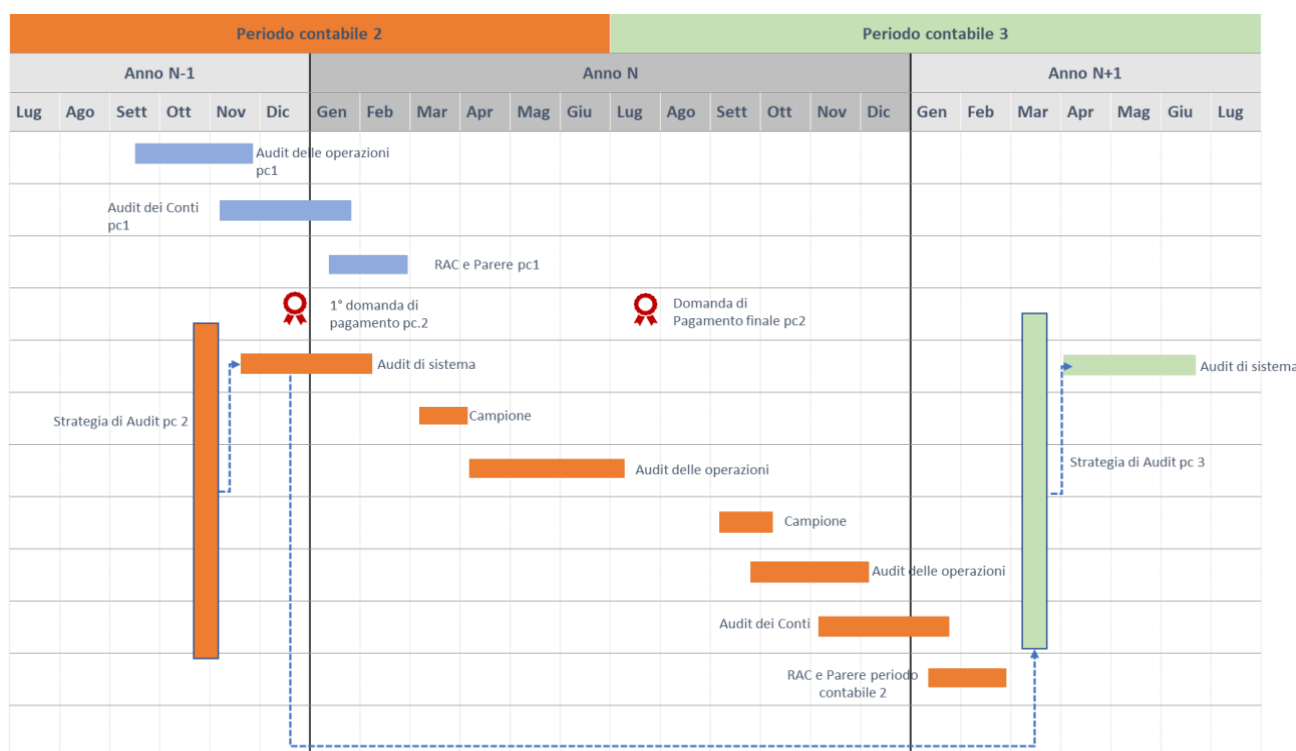 Periodo contabile 2
Periodo contabile 3
Anno N-1
Anno N
Anno N+1
Lug Ago Sett Ott Nov Dic Gen Feb Mar Apr Mag Giu Lug Ago Sett Ott Nov Dic Gen Feb Mar Apr Mag Giu Lug
Audit delle operazioni
pc1
Audit dei Conti
pc1
RAC e Parere pc1
1° domanda di
pagamento pc.2
Domanda di
Pagamento finale pc2
Audit di sistema
Audit di sistema
Strategia di Audit pc 2
Campione
Audit delle operazioni
Strategia di Audit pc 3
Campione
Audit delle operazioni
Audit dei Conti
RAC e Parere periodo
contabile 2